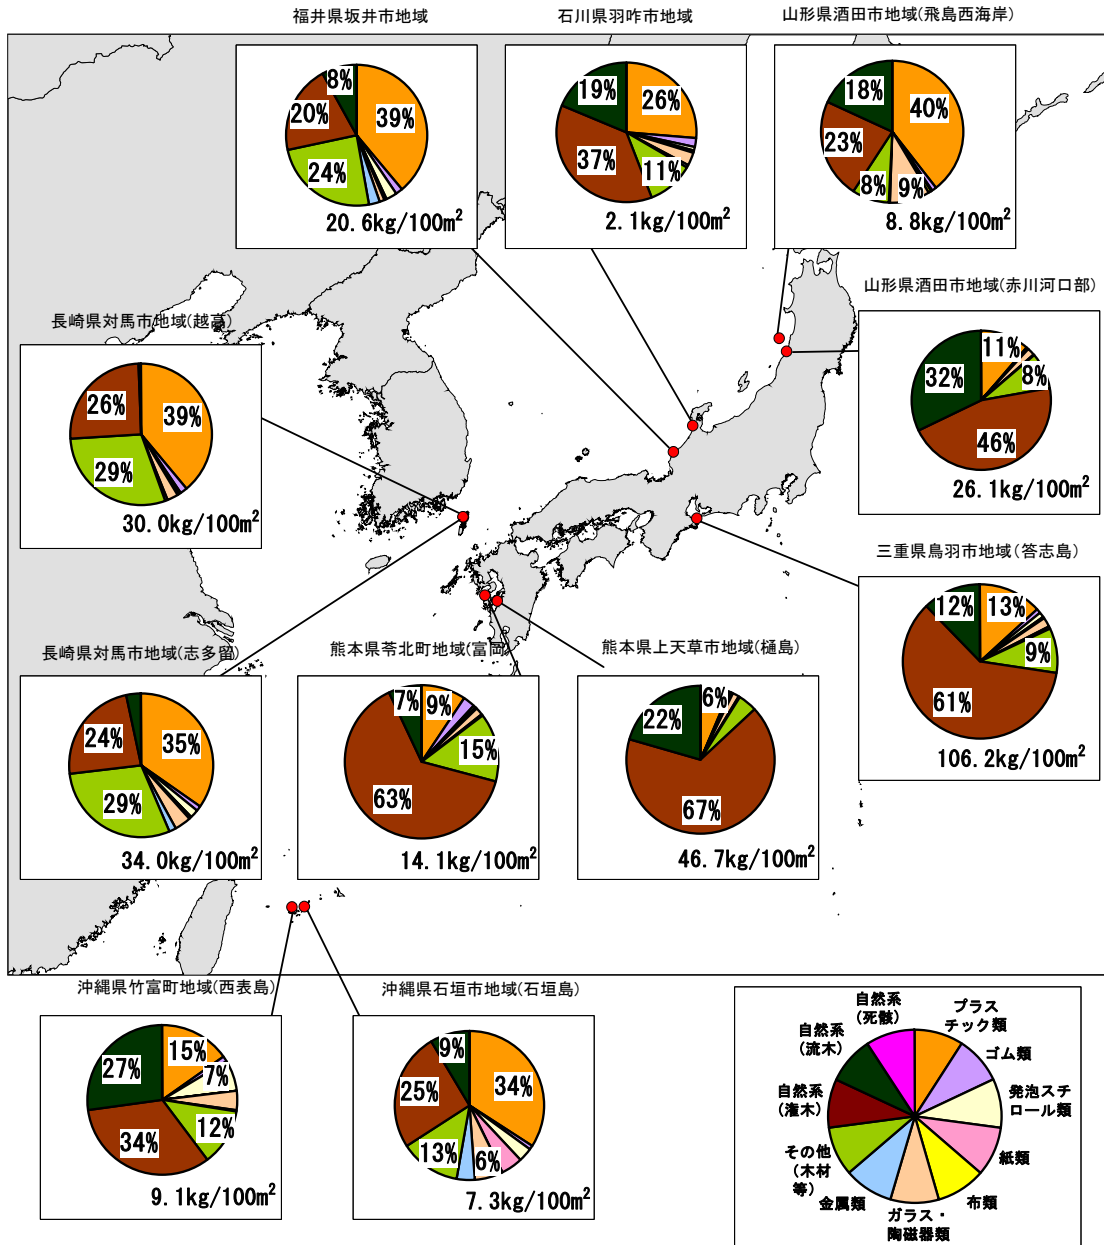 福井県坂井市地域
8%
39%
20%
24%
20.6kg/100m²
石川県羽咋市地域
19%
26%
37%
11%
2.1kg/100m²
山形県酒田市地域(飛島西海岸)
18%
40%
23%
8%
9%
8.8kg/100m²
山形県酒田市地域(赤川河口部)
11%
32%
8%
46%
26.1kg/100m²
長崎県対馬市地域(越高)
26%
39%
29%
30.0kg/100m²
三重県鳥羽市地域(答志島)
12%
13%
9%
61%
106.2kg/100m²
長崎県対馬市地域(志多留)
24%
35%
29%
34.0kg/100m²
熊本県苓北町地域(富岡)
7%
9%
15%
63%
14.1kg/100m²
熊本県上天草市地域(樋島)
6%
22%
67%
46.7kg/100m²
沖縄県竹富町地域(西表島)
27%
15%
7%
12%
34%
9.1kg/100m²
沖縄県石垣市地域(石垣島)
9%
34%
25%
13%
6%
7.3kg/100m²
自然系
(死骸)
プラス
チック類
自然系
(流木)
ゴム類
自然系
(潅木)
発泡スチ
ロール類
その他
(木材
等)
紙類
金属類
布類
ガラス・
陶磁器類